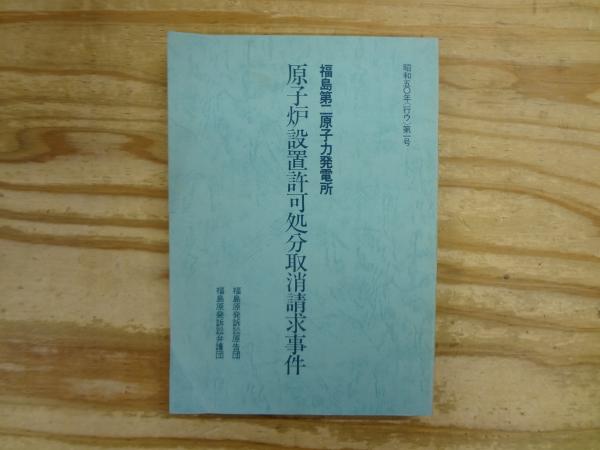 昭和五〇年(行ウ)第一号
福島第二原子力発電所
原子炉設置許可処分取消請求事件
福島原発訴訟原告団
福島原発訴訟弁護団